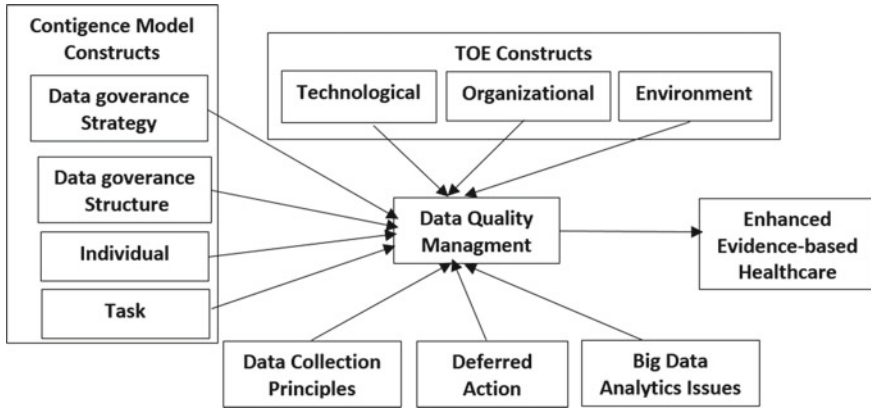 Contigence Model
Constructs
Data goverance
Strategy
Data goverance
Structure
Individual
Task
TOE Constructs
Technological
Organizational
Environment
Data Quality
Managment
Enhanced
Evidence-based
Healthcare
Data Collection
Principles
Deferred
Action
Big Data
Analytics Issues